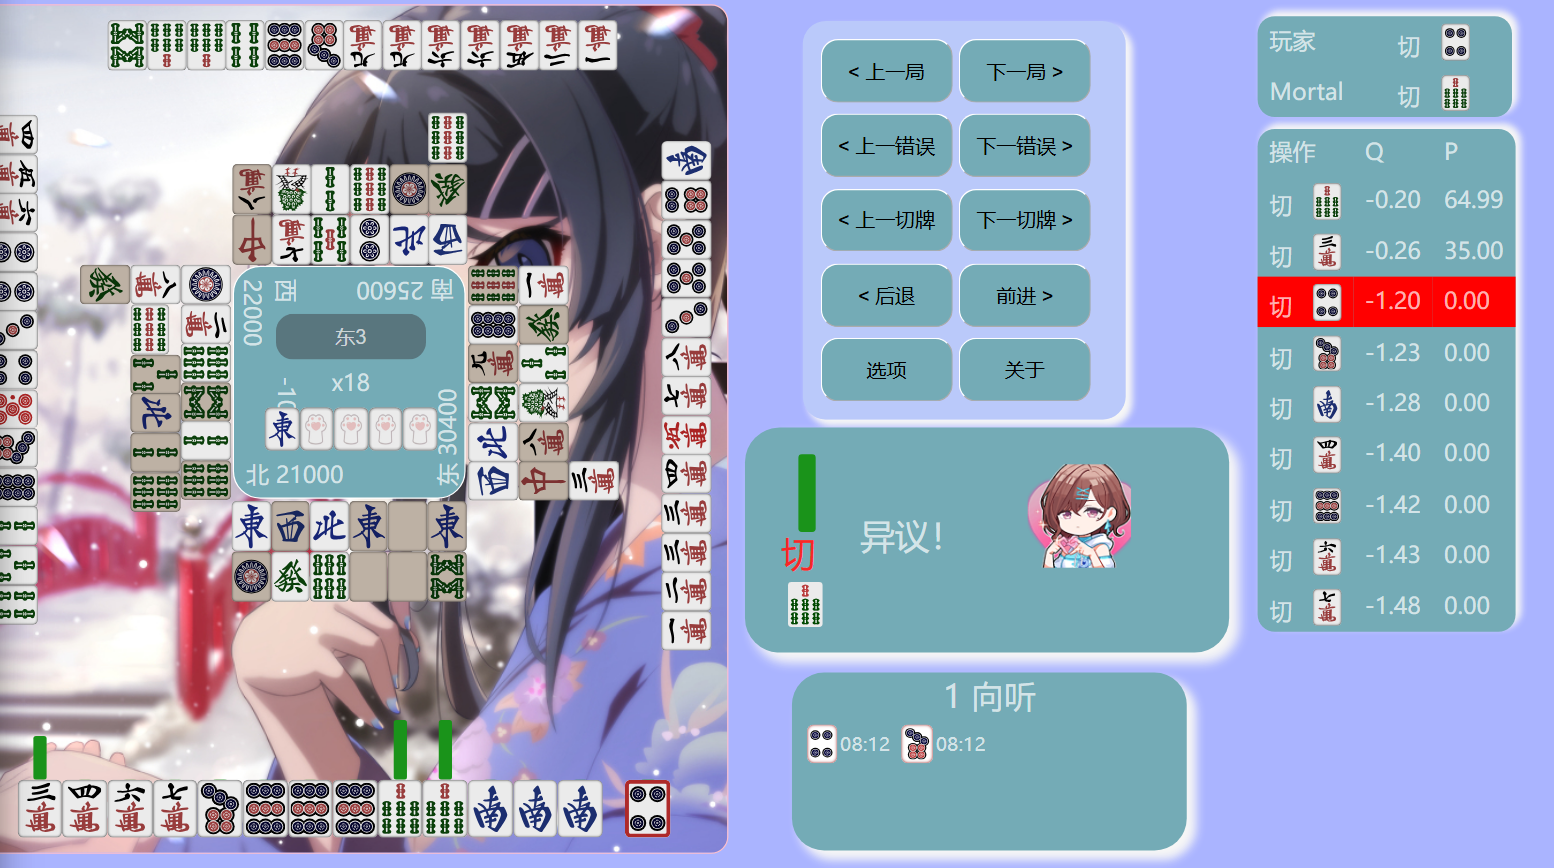 < 上一局
下一局 >
< 上一错误
下一错误 >
< 上一切牌
下一切牌 >
< 后退
前进 >
选项
关于
玩家 切
Mortal 切
操作 Q P
切 -0.20 64.99
切 -0.26 35.00
切 -1.20 0.00
切 -1.23 0.00
切 -1.28 0.00
切 -1.40 0.00
切 -1.42 0.00
切 -1.43 0.00
切 -1.48 0.00
南 25600
西 22000
东3
x18
东 30400
北 21000
切
异议！
1 向听
08:12
08:12